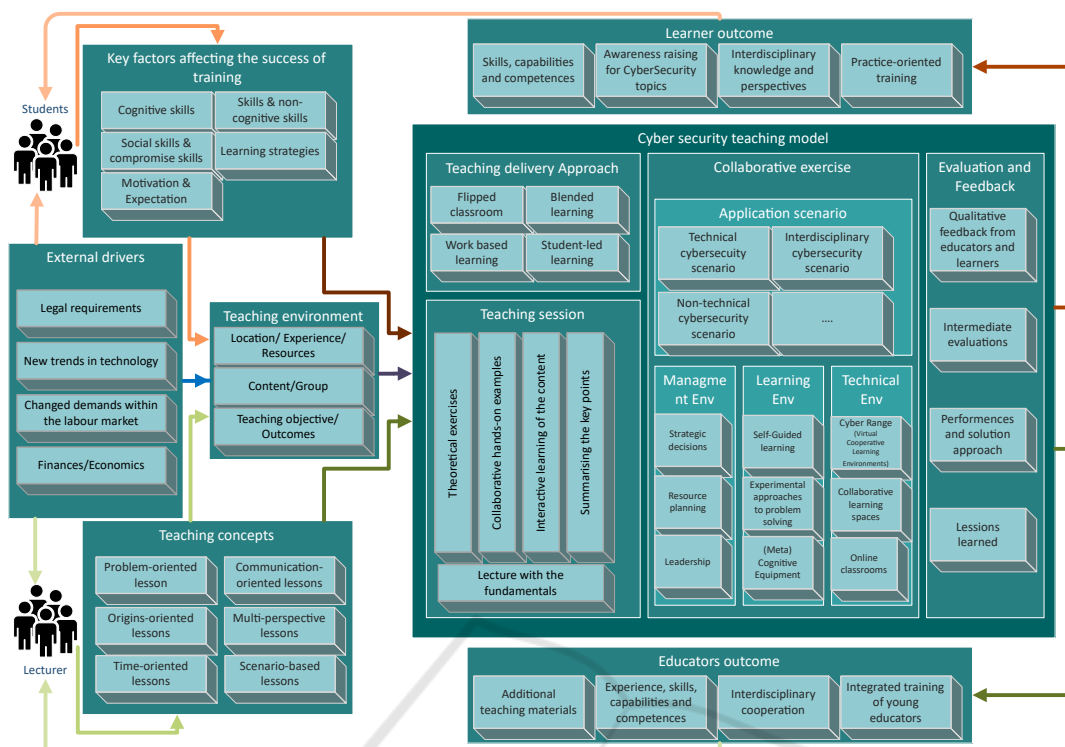 Students
Key factors affecting the success of
training
Cognitive skills
Skills & non-
cognitive skills
Social skills &
compromise skills
Learning strategies
Motivation &
Expectation
External drivers
Legal requirements
New trends in technology
Changed demands within
the labour market
Finances/Economics
Teaching environment
Location/ Experience/
Resources
Content/Group
Teaching objective/
Outcomes
Lecturer
Teaching concepts
Problem-oriented
lesson
Communication-
oriented lessons
Origins-oriented
lessons
Multi-perspective
lessons
Time-oriented
lessons
Scenario-based
lessons
Learner outcome
Skills, capabilities
and competences
Awareness raising
for CyberSecurity
topics
Interdisciplinary
knowledge and
perspectives
Practice-oriented
training
Cyber security teaching model
Teaching delivery Approach
Flipped
classroom
Blended
learning
Work based
learning
Student-led
learning
Teaching session
Theoretical exercises
Collaborative hands-on examples
Interactive learning of the content
Summarising the key points
Lecture with the
fundamentals
Collaborative exercise
Application scenario
Technical
cybersecuity
scenario
Interdisciplinary
cybersecurity
scenario
Non-technical
cybersecurity
scenario
....
Managme
nt Env
Strategic
decisions
Resource
planning
Leadership
Learning
Env
Self-Guided
learning
Experimental
approaches
to problem
solving
(Meta)
Cognitive
Equipment
Technical
Env
Cyber Range
(Virtual
Cooperative
Learning
Environments)
Collaborative
learning
spaces
Online
classrooms
Evaluation and
Feedback
Qualitative
feedback from
educators and
learners
Intermediate
evaluations
Performences
and solution
approach
Lessions
learned
Educators outcome
Additional
teaching materials
Experience, skills,
capabilities and
competences
Interdisciplinary
cooperation
Integrated training
of young
educators